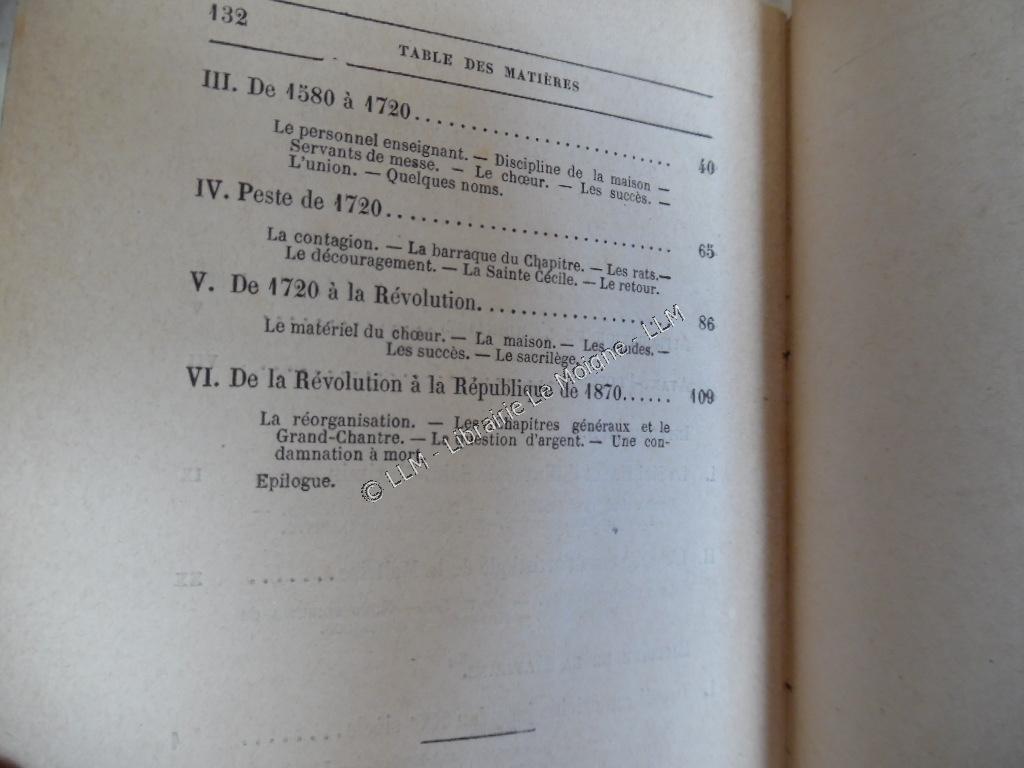 132
TABLE DES MATIÈRES
III. De 1580 à 1720.............................. 40
Le personnel enseignant. — Discipline de la maison —
Servants de messe. — Le chœur. — Les succès. —
L'union. — Quelques noms.
IV. Peste de 1720.............................. 65
La contagion. — La barraque du Chapitre. — Les rats.—
Le découragement. — La Sainte Cécile. — Le retour.
V. De 1720 à la Révolution.................... 86
Le matériel du chœur. — La maison. — Les études. —
Les succès. — Le sacrilège.
VI. De la Révolution à la République de 1870...... 109
La réorganisation. — Les Chapitres généraux et le
Grand-Chantre. — La question d'argent. — Une con-
damnation à mort.
Epilogue.
© LLM - Librairie Le Moigne - LLM